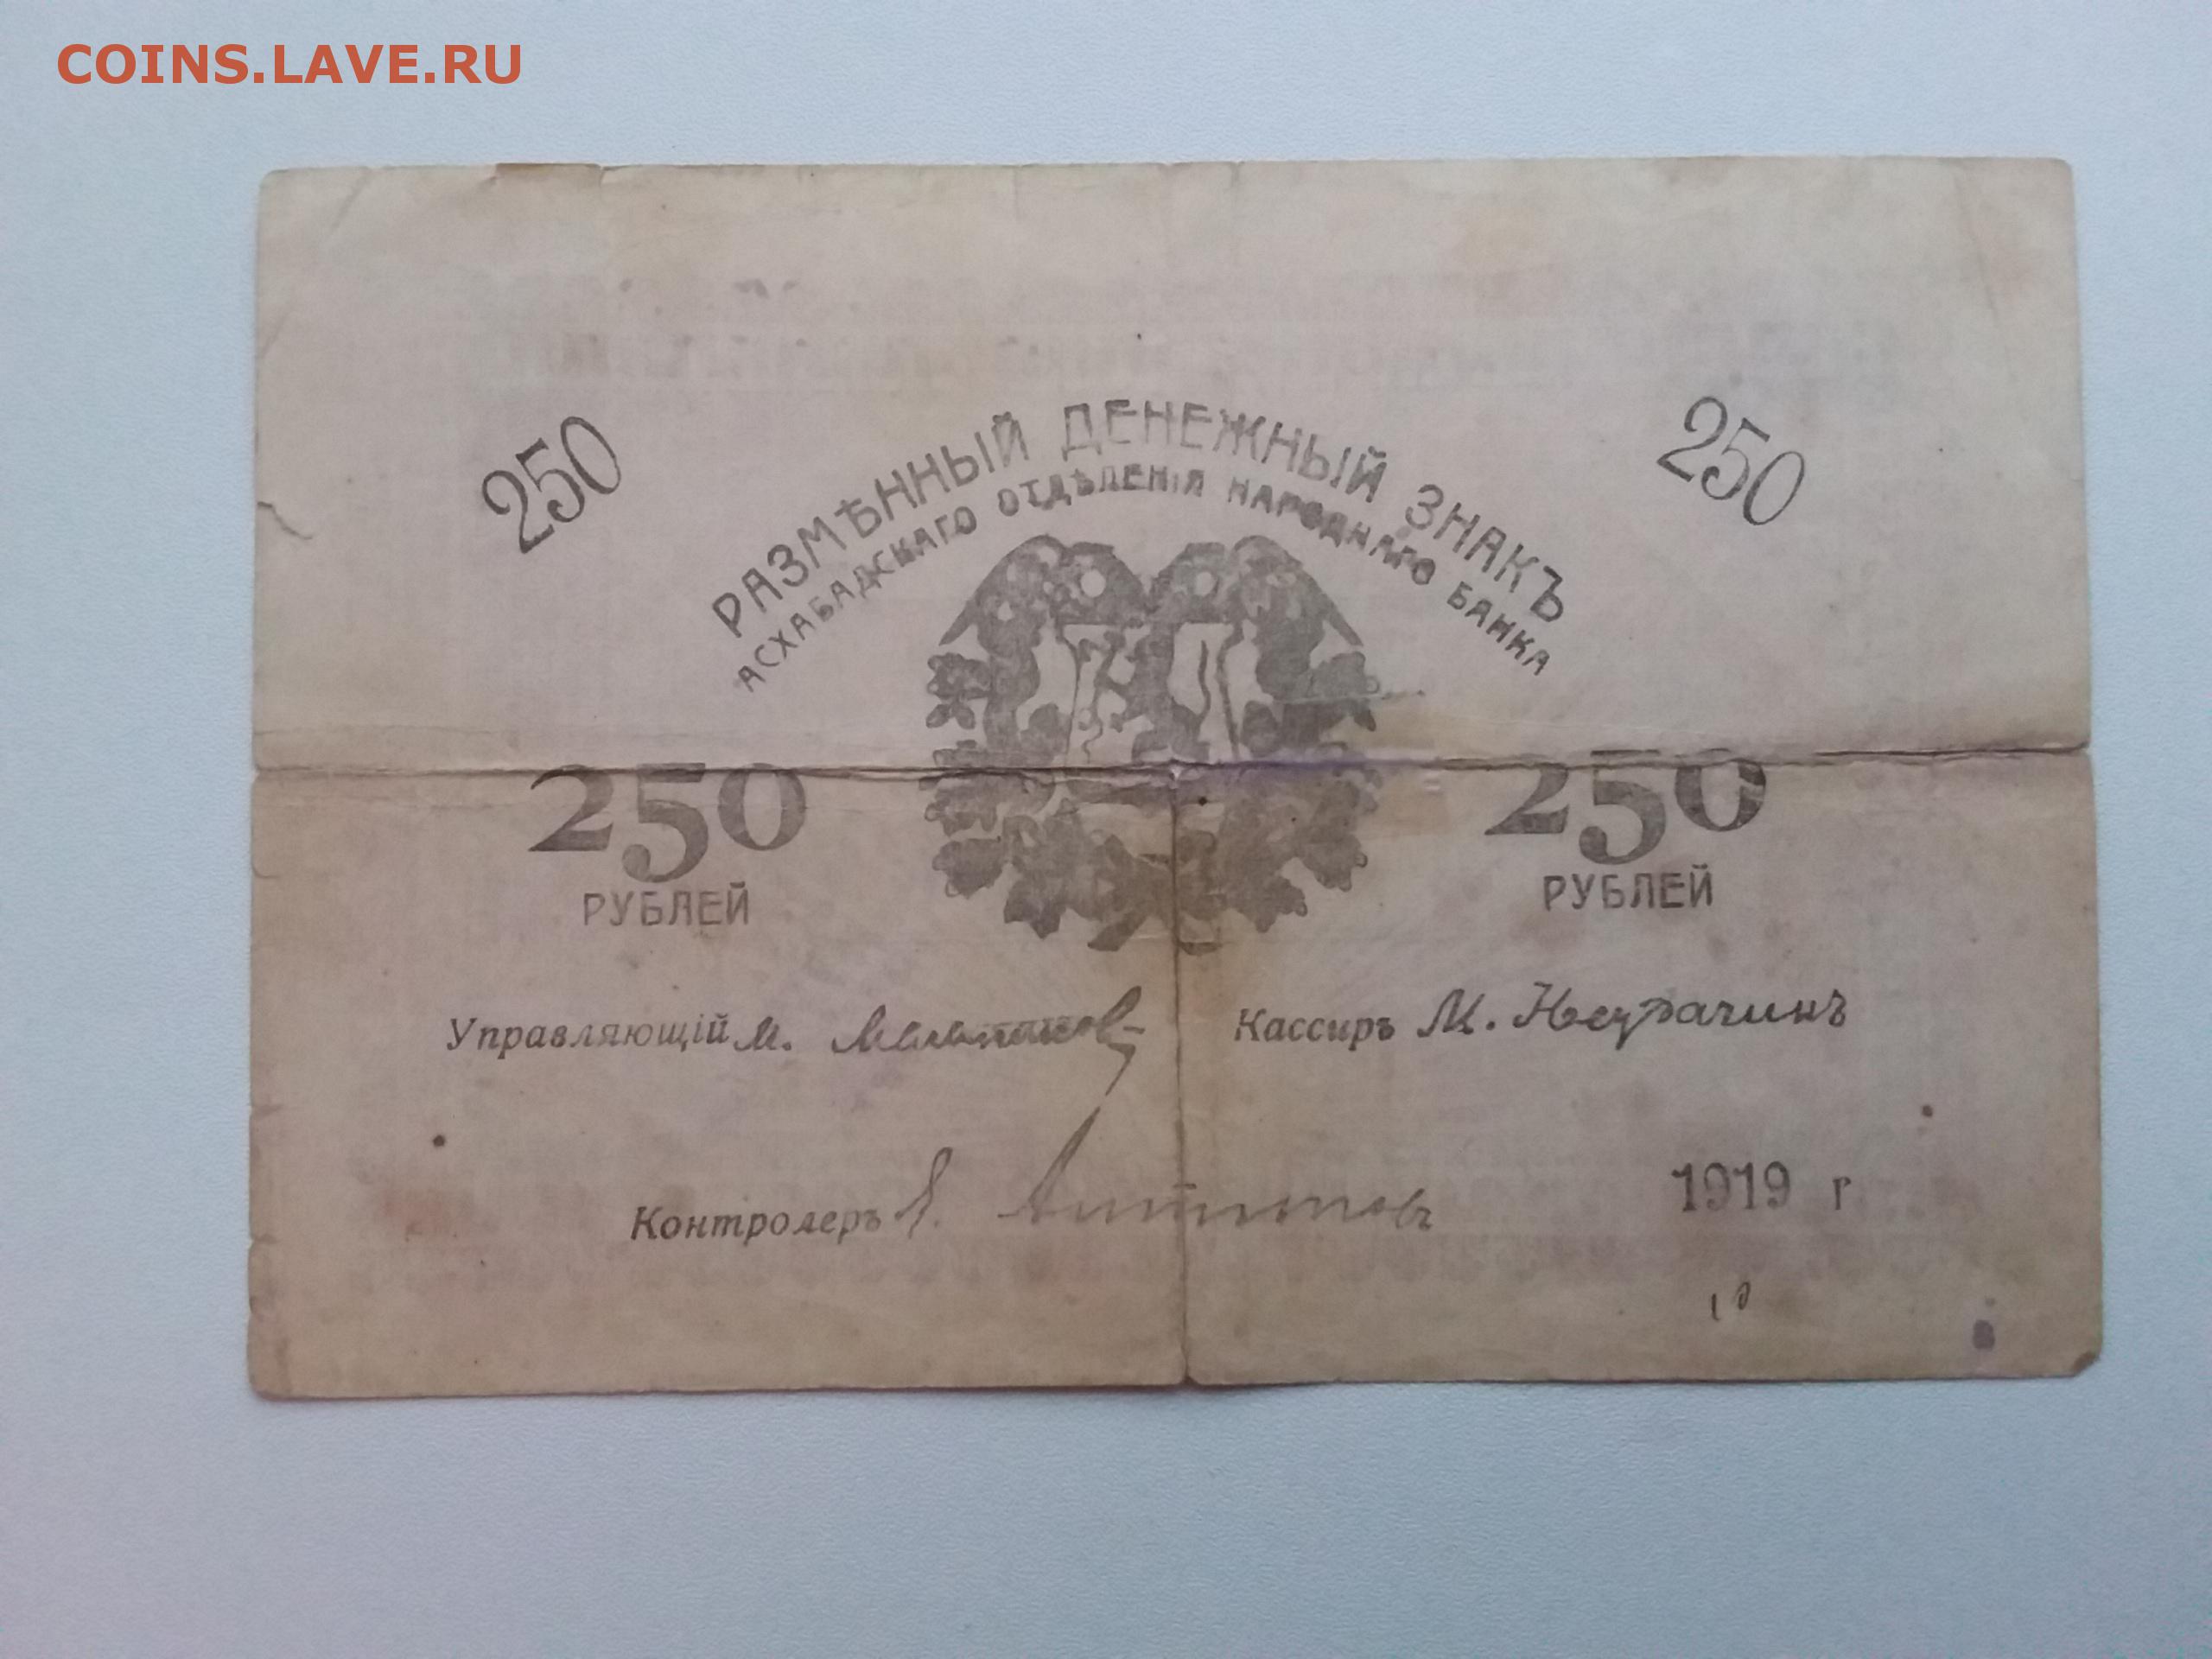 COINS.LAVE.RU
250
250
РАЗМѢННЫЙ ДЕНЕЖНЫЙ ЗНАКЪ
АСХАБАДСКАГО ОТДѢЛЕНІЯ НАРОДНАГО БАНКА
250
250
РУБЛЕЙ
РУБЛЕЙ
Управляющій М.
Кассиръ М.
Контролеръ Я. Антиповъ
1919 г